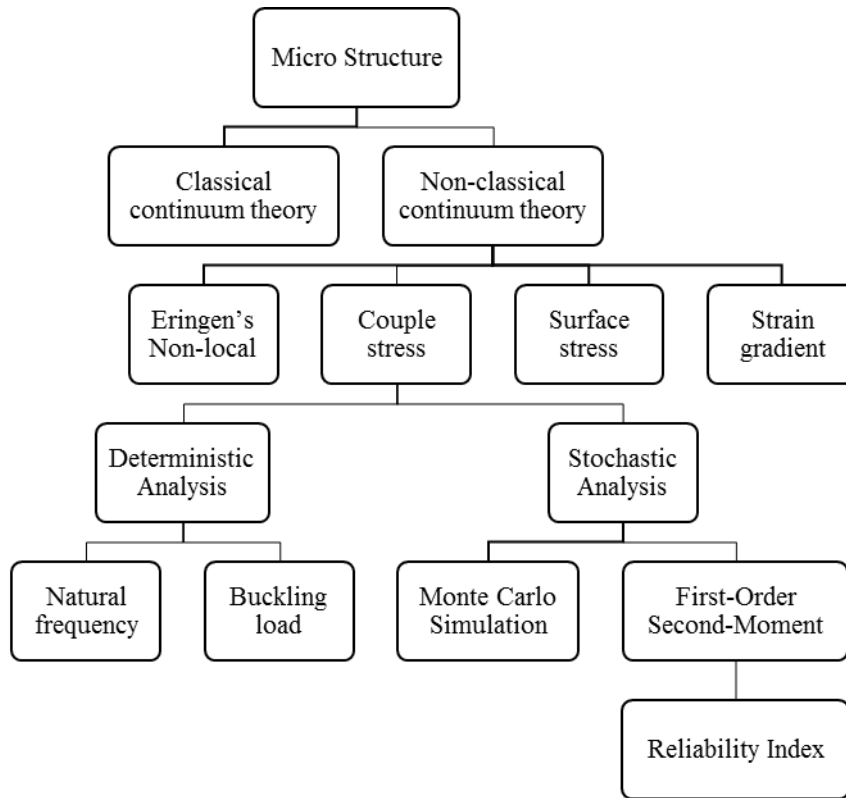 Micro Structure
Classical
continuum theory
Non-classical
continuum theory
Eringen’s
Non-local
Couple
stress
Surface
stress
Strain
gradient
Deterministic
Analysis
Stochastic
Analysis
Natural
frequency
Buckling
load
Monte Carlo
Simulation
First-Order
Second-Moment
Reliability Index